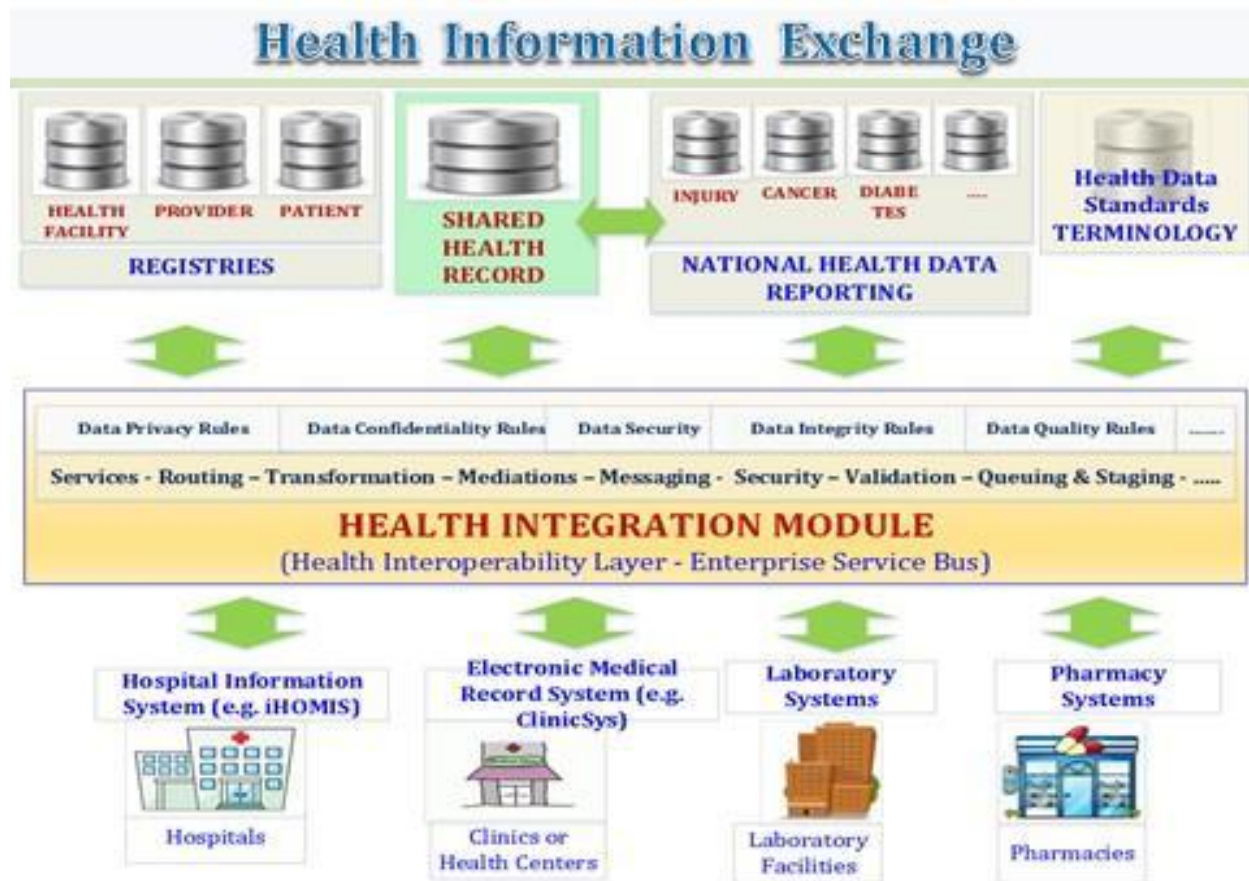 Health Information Exchange
HEALTH
FACILITY
PROVIDER
PATIENT
REGISTRIES
SHARED
HEALTH
RECORD
INJURY
CANCER
DIABE
TES
....
NATIONAL HEALTH DATA
REPORTING
Health Data
Standards
TERMINOLOGY
Data Privacy Rules
Data Confidentiality Rules
Data Security
Data Integrity Rules
Data Quality Rules
.......
Services - Routing – Transformation – Mediations – Messaging - Security – Validation – Queuing & Staging - .....
HEALTH INTEGRATION MODULE
(Health Interoperability Layer - Enterprise Service Bus)
Hospital Information
System (e.g. iHOMIS)
Hospitals
Electronic Medical
Record System (e.g.
ClinicSys)
Clinics or
Health Centers
Laboratory
Systems
Laboratory
Facilities
Pharmacy
Systems
Pharmacies